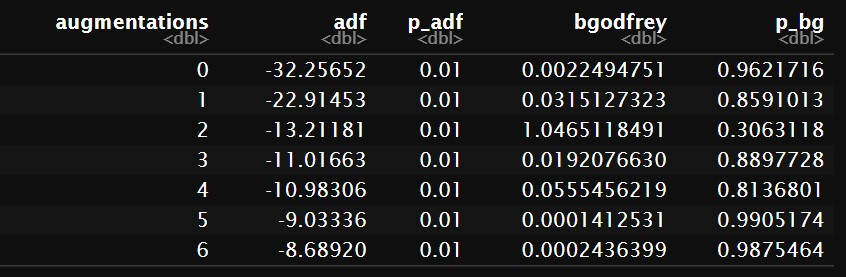 augmentations adf p_adf bgodfrey p_bg
<dbl> <dbl> <dbl> <dbl> <dbl>
0 -32.25652 0.01 0.0022494751 0.9621716
1 -22.91453 0.01 0.0315127323 0.8591013
2 -13.21181 0.01 1.0465118491 0.3063118
3 -11.01663 0.01 0.0192076630 0.8897728
4 -10.98306 0.01 0.0555456219 0.8136801
5 -9.03336 0.01 0.0001412531 0.9905174
6 -8.68920 0.01 0.0002436399 0.9875464